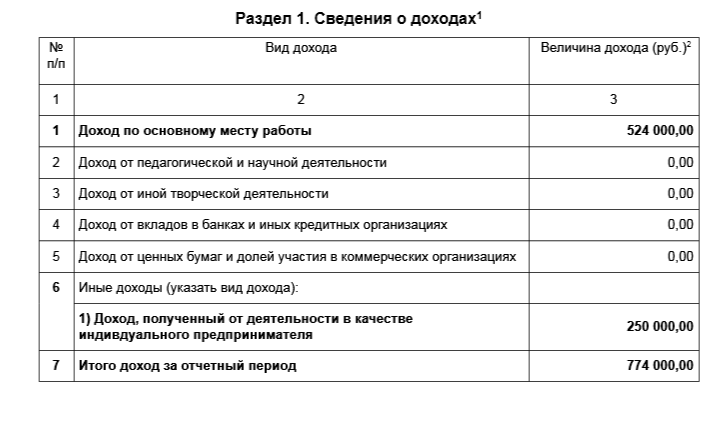 Раздел 1. Сведения о доходах¹
№ п/п Вид дохода Величина дохода (руб.)²
1 2 3
1 Доход по основному месту работы 524 000,00
2 Доход от педагогической и научной деятельности 0,00
3 Доход от иной творческой деятельности 0,00
4 Доход от вкладов в банках и иных кредитных организациях 0,00
5 Доход от ценных бумаг и долей участия в коммерческих организациях 0,00
6 Иные доходы (указать вид дохода):
1) Доход, полученный от деятельности в качестве
индивдуального предпринимателя 250 000,00
7 Итого доход за отчетный период 774 000,00